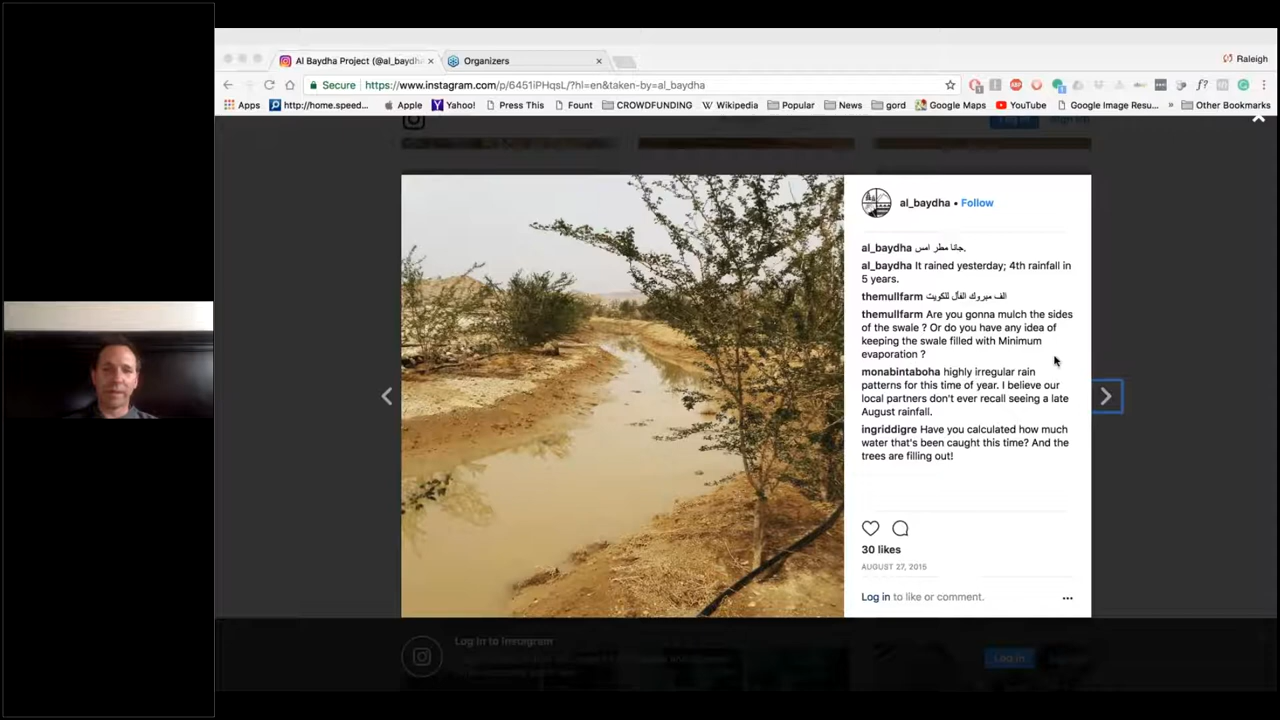 Al Baydha Project (@al_baydha
Organizers
Raleigh
Secure
https://www.instagram.com/p/6451iPHqsL/?hl=en&taken-by=al_baydha
Apps
http://home.speed...
Apple
Yahoo!
Press This
Fount
CROWDFUNDING
Wikipedia
Popular
News
gord
Google Maps
YouTube
Google Image Resu...
Other Bookmarks
al_baydha • Follow
al_baydha جانا مطر امس.
al_baydha It rained yesterday; 4th rainfall in
5 years.
themullfarm الف مبروك الفأل للكويت
themullfarm Are you gonna mulch the sides
of the swale ? Or do you have any idea of
keeping the swale filled with Minimum
evaporation ?
monabintaboha highly irregular rain
patterns for this time of year. I believe our
local partners don't ever recall seeing a late
August rainfall.
ingriddigre Have you calculated how much
water that's been caught this time? And the
trees are filling out!
30 likes
AUGUST 27, 2015
Log in to like or comment.
Log in to Instagram
Log in